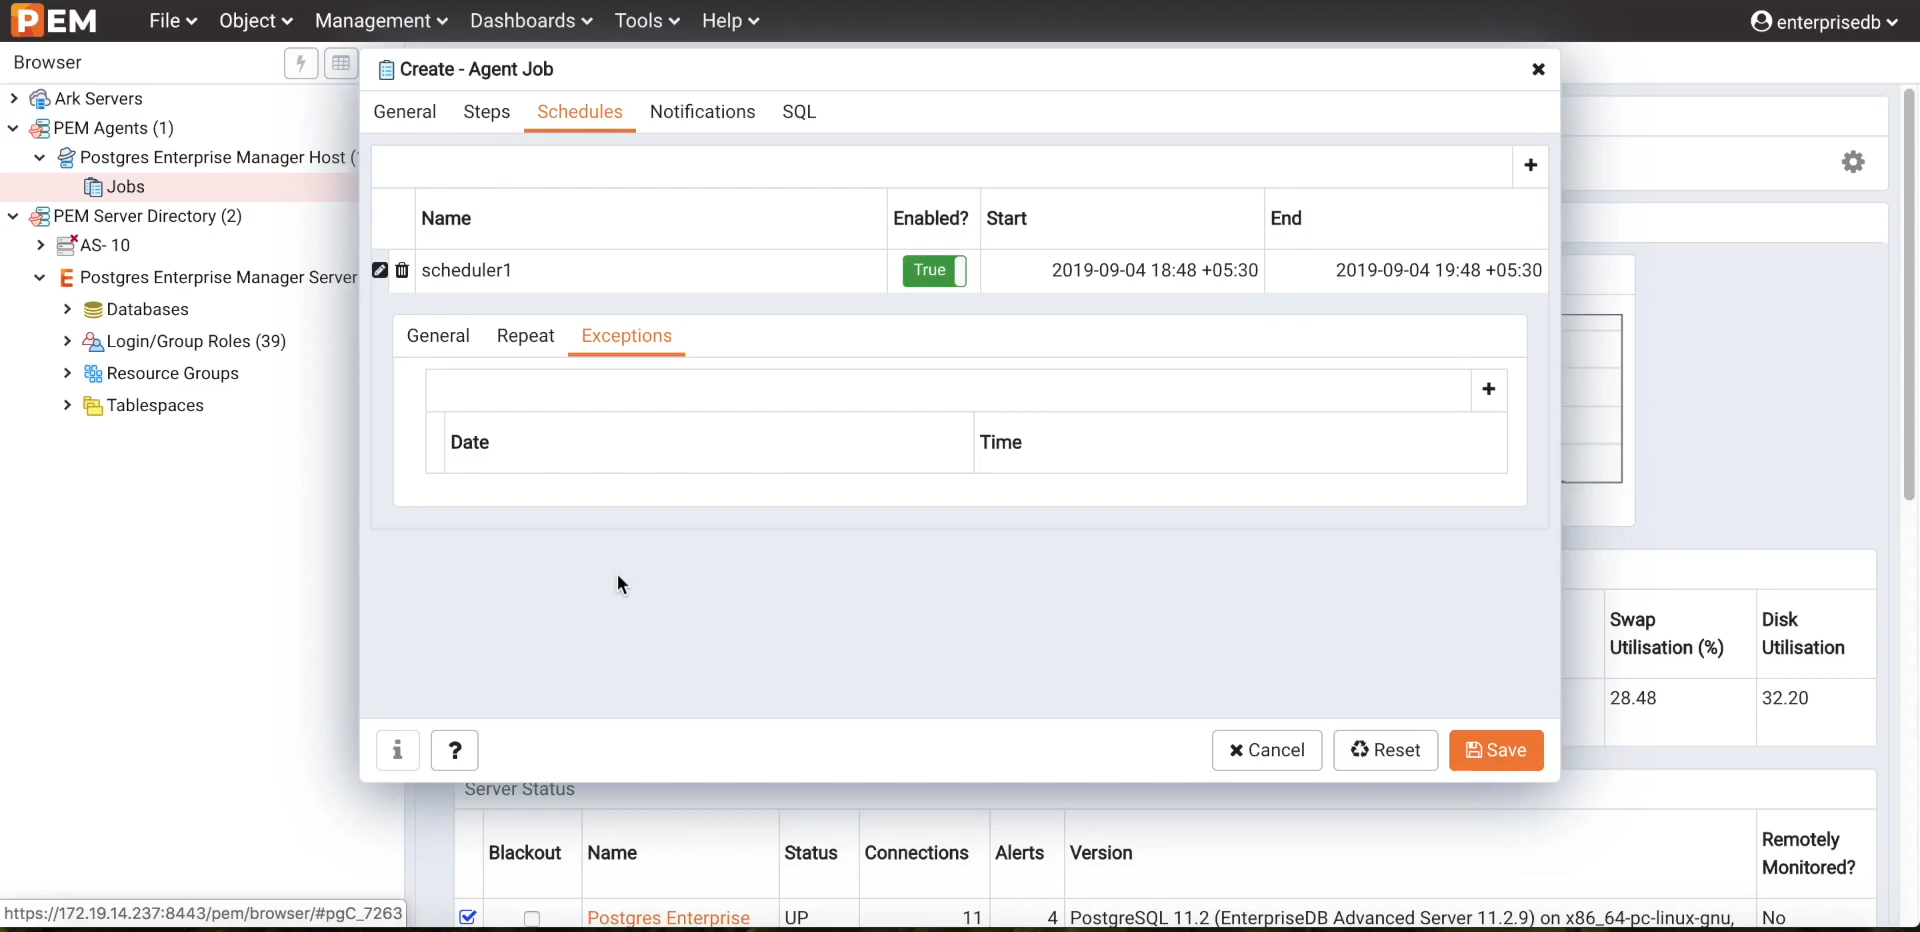 PEM File Object Management Dashboards Tools Help enterprisedb
Browser
Ark Servers
PEM Agents (1)
Postgres Enterprise Manager Host (
Jobs
PEM Server Directory (2)
AS- 10
Postgres Enterprise Manager Server
Databases
Login/Group Roles (39)
Resource Groups
Tablespaces
Create - Agent Job
General Steps Schedules Notifications SQL
Name Enabled? Start End
scheduler1 True 2019-09-04 18:48 +05:30 2019-09-04 19:48 +05:30
General Repeat Exceptions
Date Time
Cancel Reset Save
Swap Disk
Utilisation (%) Utilisation
28.48 32.20
Server Status
Blackout Name Status Connections Alerts Version Remotely
Monitored?
Postgres Enterprise UP 11 4 PostgreSQL 11.2 (EnterpriseDB Advanced Server 11.2.9) on x86_64-pc-linux-gnu, No
https://172.19.14.237:8443/pem/browser/#pgC_7263